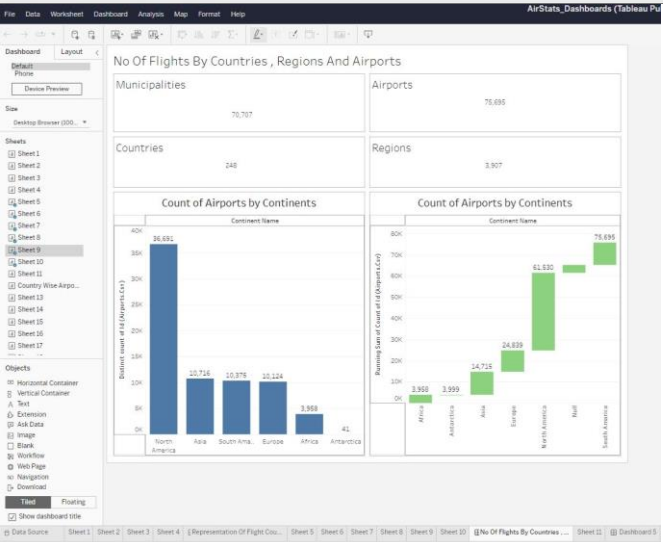 AirStats_Dashboards (Tableau Pu
File Data Worksheet Dashboard Analysis Map Format Help
Dashboard Layout
Default
Phone
Device Preview
Size
Desktop Browser (100...
Sheets
Sheet 1
Sheet 2
Sheet 3
Sheet 4
Sheet 5
Sheet 6
Sheet 7
Sheet 8
Sheet 9
Sheet 10
Sheet 11
Country Wise Airpo...
Sheet 13
Sheet 14
Sheet 15
Sheet 16
Sheet 17
Objects
Horizontal Container
Vertical Container
Text
Extension
Ask Data
Image
Blank
Workflow
Web Page
Navigation
Download
Tiled Floating
Show dashboard title
No Of Flights By Countries , Regions And Airports
Municipalities
70,707
Airports
75,695
Countries
248
Regions
3,907
Count of Airports by Continents
Continent Name
Distinct count of Id (Airports.Csv)
40K
35K
30K
25K
20K
15K
10K
5K
0K
36,691
10,716
10,376
10,124
3,958
41
North America
Asia
South Ama..
Europe
Africa
Antarctica
Count of Airports by Continents
Continent Name
Running Sum of Count of Id (Airports.Csv)
80K
70K
60K
50K
40K
30K
20K
10K
0K
3,958
3,999
14,715
24,839
61,530
75,695
Africa
Antarctica
Asia
Europe
North America
Null
South America
Data Source Sheet 1 Sheet 2 Sheet 3 Sheet 4 Representation Of Flight Cou... Sheet 5 Sheet 6 Sheet 7 Sheet 8 Sheet 9 Sheet 10 No Of Flights By Countries , ... Sheet 11 Dashboard 5